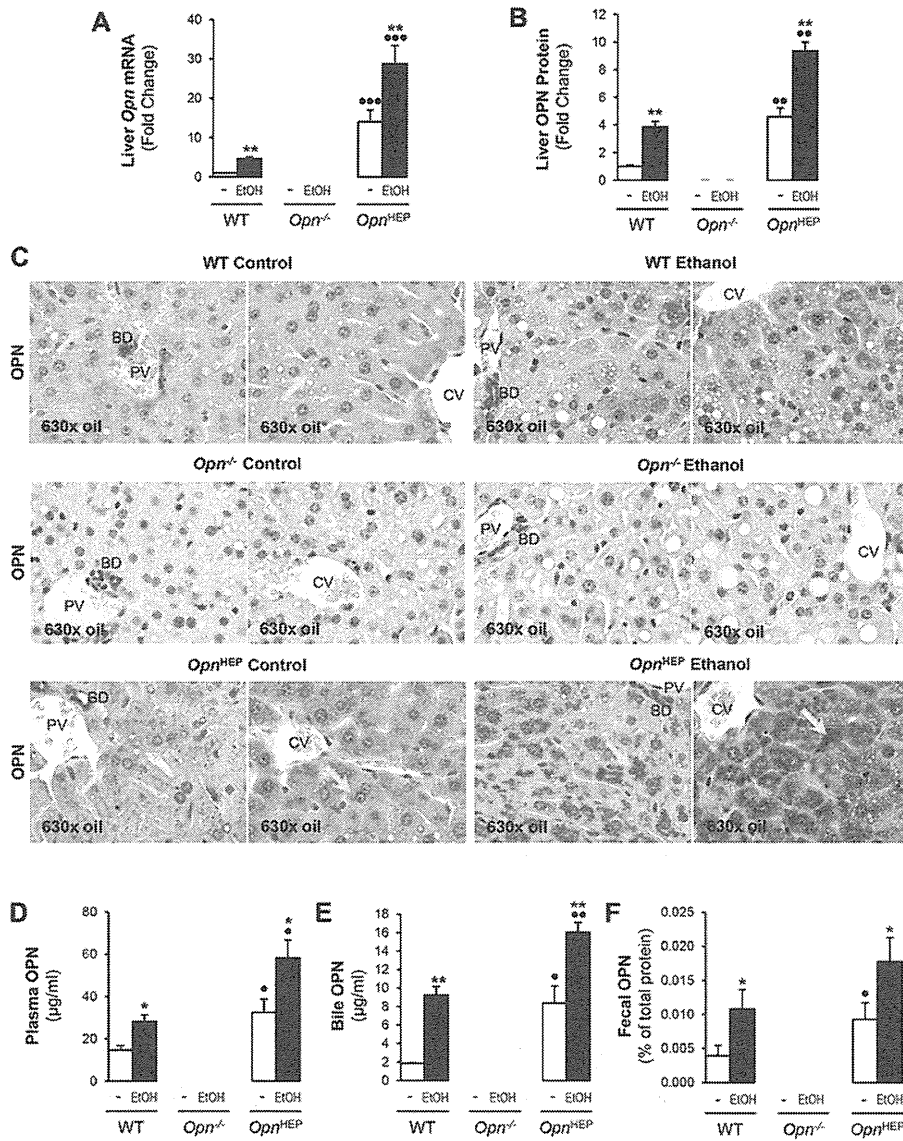 A
Liver Opn mRNA
(Fold Change)
40
30
20
10
0
**
•••
**
•••
- EtOH - EtOH - EtOH
WT Opn-/- OpnHEP
B
Liver OPN Protein
(Fold Change)
12
10
8
6
4
2
0
**
••
**
••
- EtOH - EtOH - EtOH
WT Opn-/- OpnHEP
C
WT Control WT Ethanol
OPN
BD
PV
630x oil
CV
630x oil
PV
BD
630x oil
CV
630x oil
Opn-/- Control Opn-/- Ethanol
OPN
BD
PV
630x oil
CV
630x oil
PV
BD
630x oil
CV
630x oil
OpnHEP Control OpnHEP Ethanol
OPN
BD
PV
630x oil
CV
630x oil
PV
BD
630x oil
CV
630x oil
D
Plasma OPN
(µg/ml)
80
60
40
20
0
*
•
*
•
- EtOH - EtOH - EtOH
WT Opn-/- OpnHEP
E
Bile OPN
(µg/ml)
18
16
14
12
10
8
6
4
2
0
**
•
**
••
- EtOH - EtOH - EtOH
WT Opn-/- OpnHEP
F
Fecal OPN
(% of total protein)
0.025
0.020
0.015
0.010
0.005
0.000
*
•
*
- EtOH - EtOH - EtOH
WT Opn-/- OpnHEP